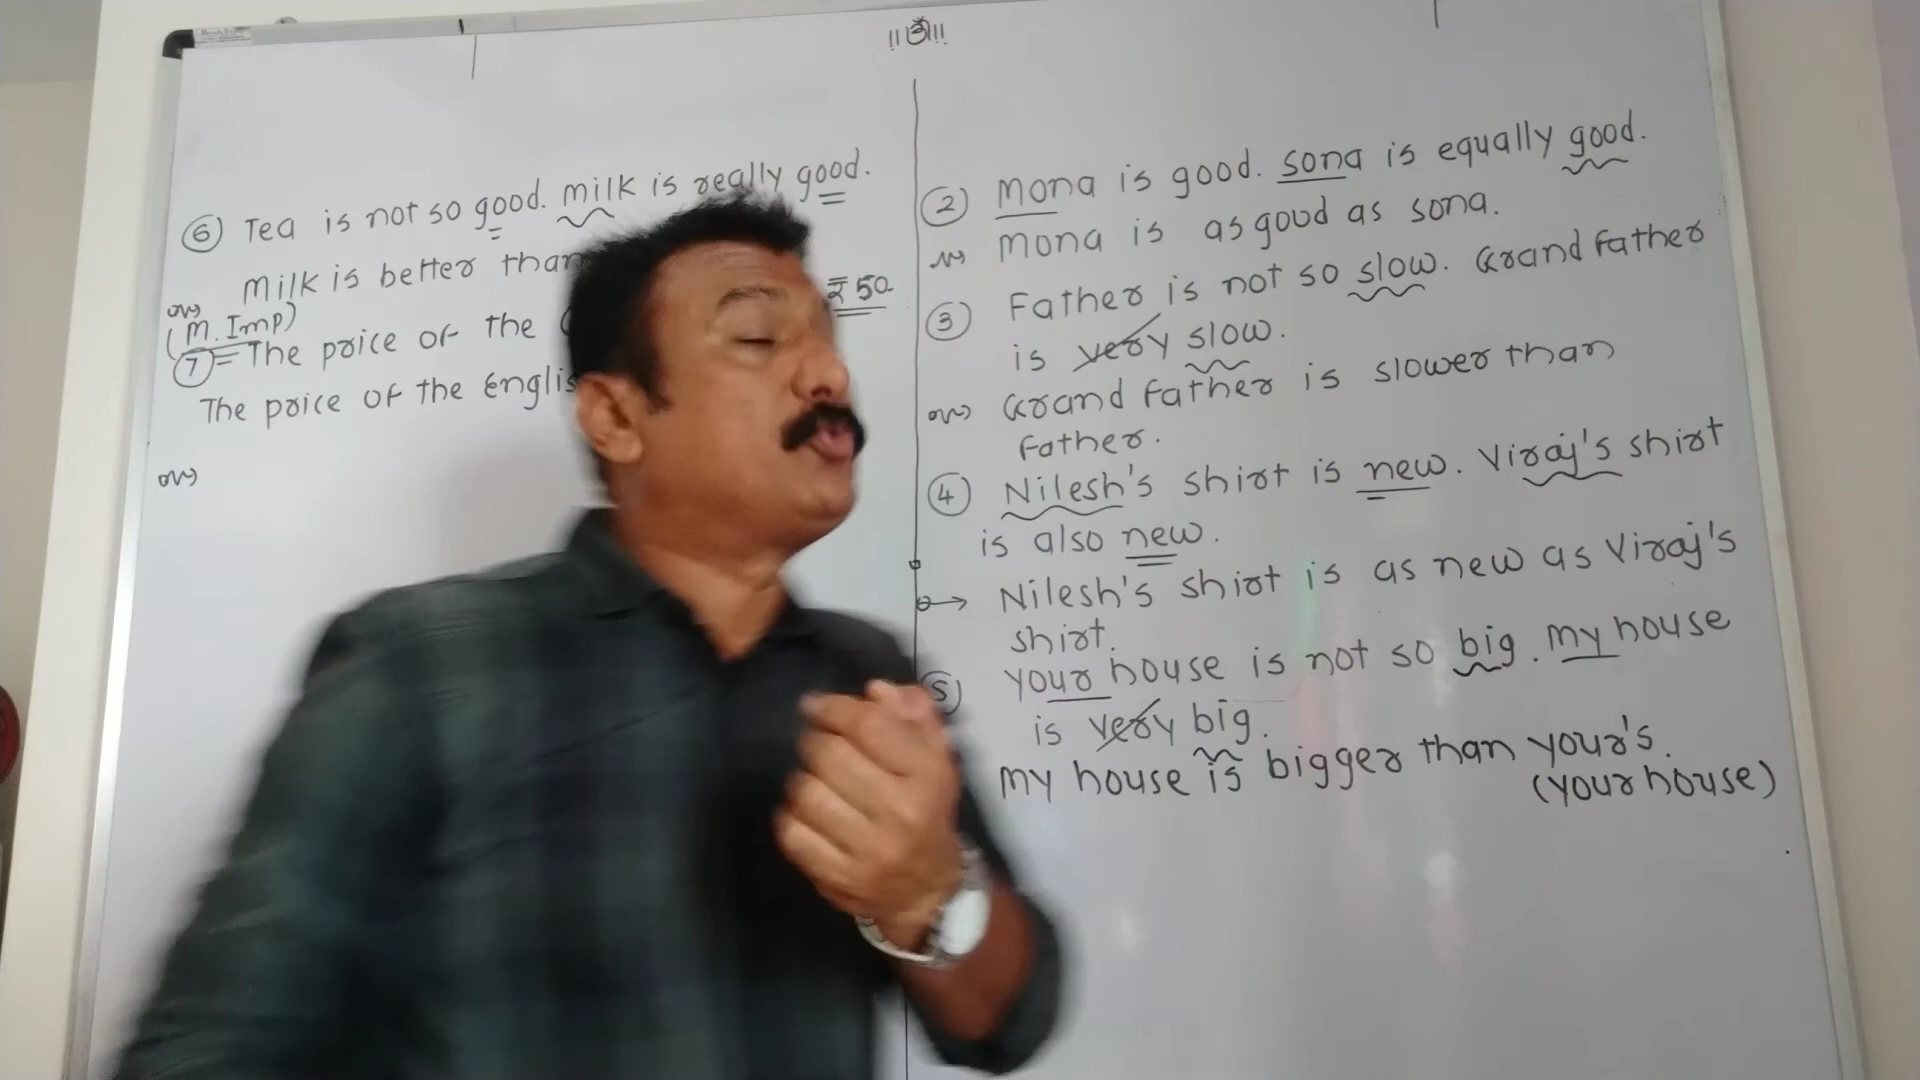 !!ॐ!!
⑥ Tea is not so good. milk is really good.
milk is better than
(M. Imp)
⑦ = The price of the
₹ 50
The price of the Englis
② Mona is good. sona is equally good.
Mona is as good as sona.
③ Father is not so slow. Grand Father
is very slow.
Grand Father is slower than
Father.
④ Nilesh's shirt is new. Viraj's shirt
is also new.
→ Nilesh's shirt is as new as Viraj's
shirt.
⑤ Your house is not so big. my house
is very big.
my house is bigger than your's.
(your house)